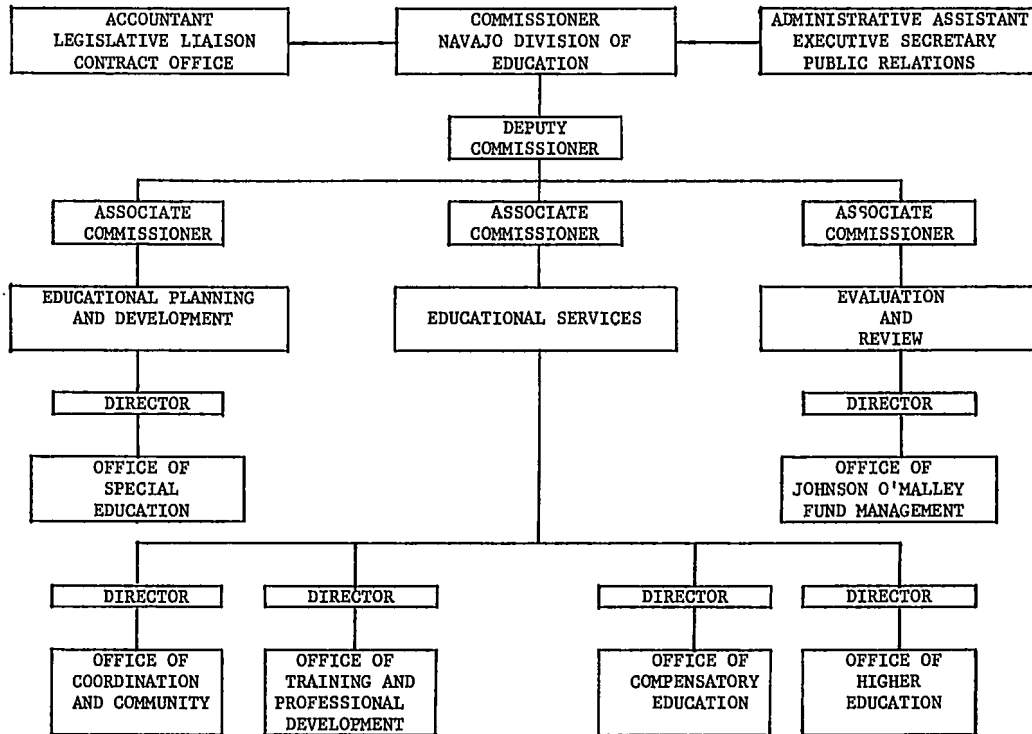 ACCOUNTANT
LEGISLATIVE LIAISON
CONTRACT OFFICE
COMMISSIONER
NAVAJO DIVISION OF
EDUCATION
ADMINISTRATIVE ASSISTANT
EXECUTIVE SECRETARY
PUBLIC RELATIONS
DEPUTY
COMMISSIONER
ASSOCIATE
COMMISSIONER
ASSOCIATE
COMMISSIONER
ASSOCIATE
COMMISSIONER
EDUCATIONAL PLANNING
AND DEVELOPMENT
EDUCATIONAL SERVICES
EVALUATION
AND
REVIEW
DIRECTOR
DIRECTOR
OFFICE OF
SPECIAL
EDUCATION
OFFICE OF
JOHNSON O'MALLEY
FUND MANAGEMENT
DIRECTOR
DIRECTOR
DIRECTOR
DIRECTOR
OFFICE OF
COORDINATION
AND COMMUNITY
OFFICE OF
TRAINING AND
PROFESSIONAL
DEVELOPMENT
OFFICE OF
COMPENSATORY
EDUCATION
OFFICE OF
HIGHER
EDUCATION